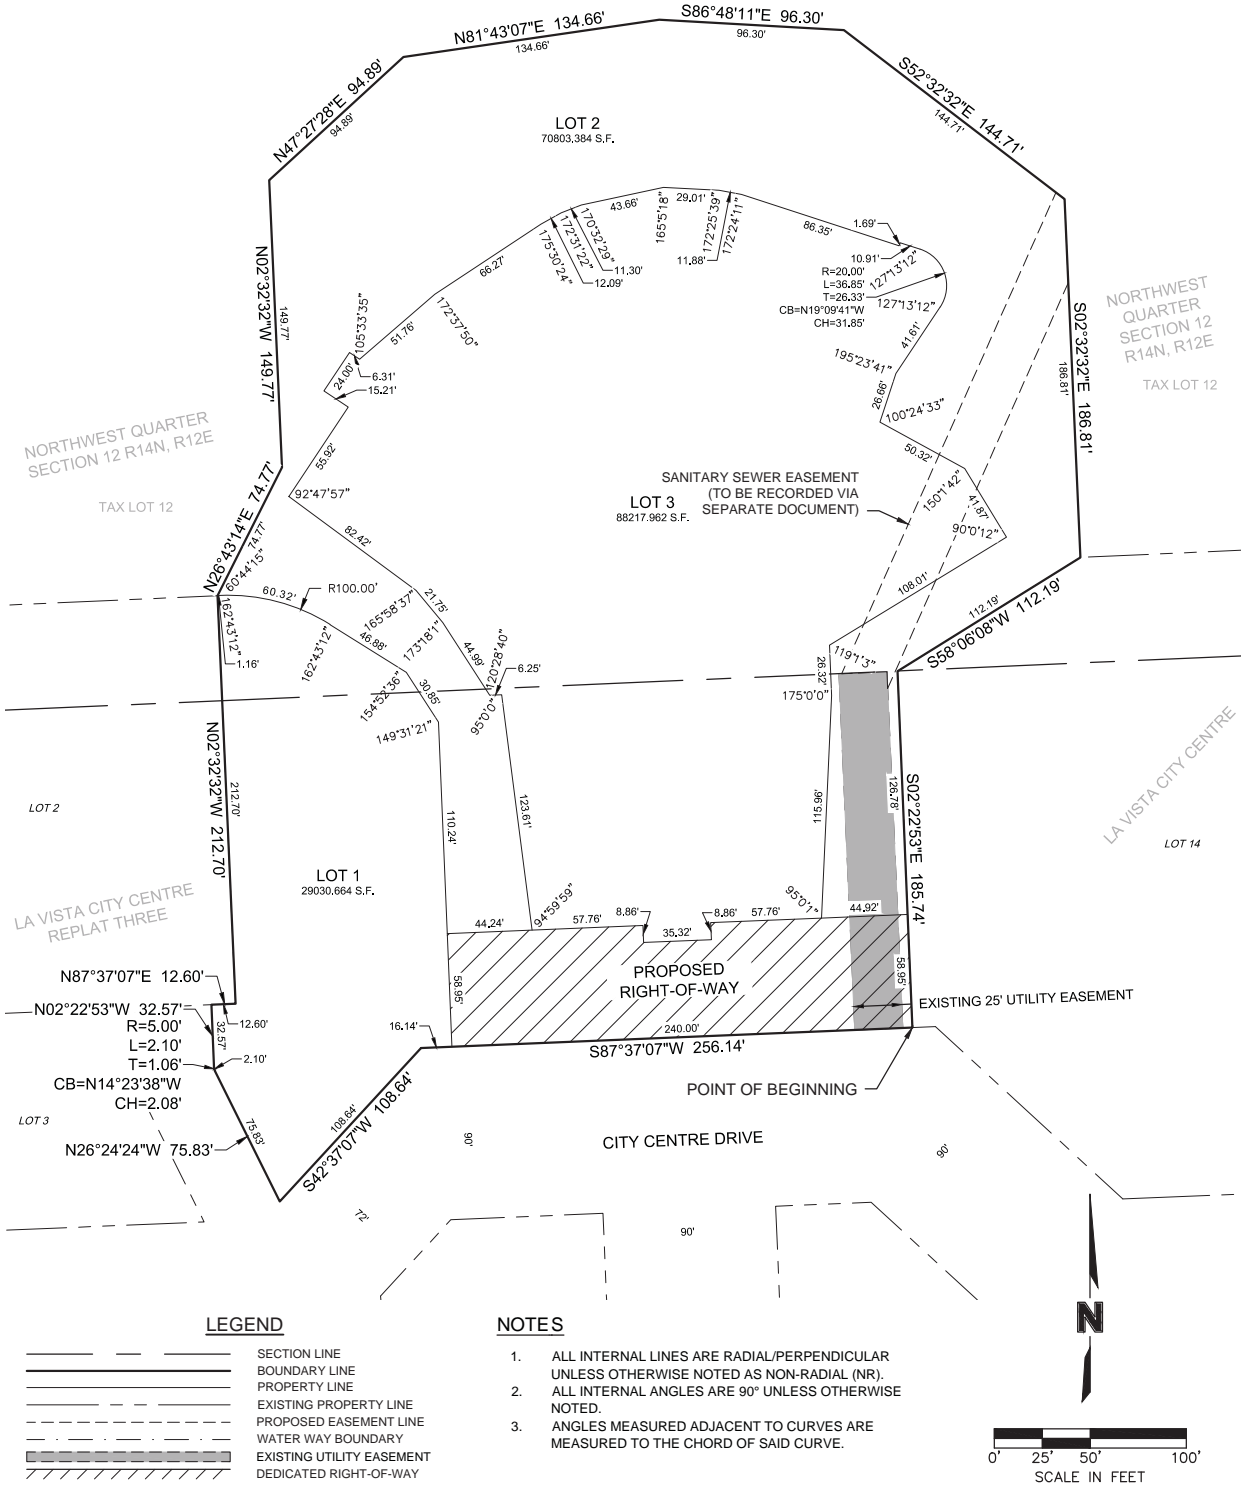 N81°43'07"E 134.66'
134.66'
S86°48'11"E 96.30'
96.30'
N47°27'28"E 94.89'
94.89'
S52°32'32"E 144.71'
144.71'
LOT 2
70803.384 S.F.
43.66'
29.01'
165°5'18"
172°25'39"
172°24'11"
11.88'
170°32'29"
172°31'22"
175°30'24"
11.30'
12.09'
66.27'
86.35'
1.69'
10.91'
R=20.00'
L=36.85'
T=26.33'
CB=N19°09'41"W
CH=31.85'
127°13'12"
127°13'12"
N02°32'32"W 149.77'
149.77'
105°33'35"
51.76'
172°37'50"
24.00'
6.31'
15.21'
41.61'
195°23'41"
26.66'
100°24'33"
NORTHWEST
QUARTER
SECTION 12
R14N, R12E
TAX LOT 12
S02°32'32"E 186.81'
186.81'
NORTHWEST QUARTER
SECTION 12 R14N, R12E
TAX LOT 12
55.92'
92°47'57"
50.32'
150°1'42"
41.87'
90°0'12"
SANITARY SEWER EASEMENT
(TO BE RECORDED VIA
SEPARATE DOCUMENT)
LOT 3
88217.962 S.F.
N26°43'14"E 74.77'
74.77'
60°44'15"
82.42'
60.32'
R100.00'
162°43'12"
1.16'
162°43'12"
46.88'
165°58'37"
21.75'
173°18'1"
44.99'
120°28'40"
6.25'
95°0'0"
154°52'36"
30.85'
149°31'21"
108.01'
112.19'
S58°06'08"W 112.19'
119°1'3"
26.32'
175°0'0"
N02°32'32"W 212.70'
212.70'
LOT 2
LA VISTA CITY CENTRE
REPLAT THREE
LOT 1
29030.664 S.F.
110.24'
123.61'
115.96'
126.78'
S02°22'53"E 185.74'
LA VISTA CITY CENTRE
LOT 14
44.24'
94°59'59"
57.76'
8.86'
35.32'
8.86'
57.76'
95°0'1"
44.92'
PROPOSED
RIGHT-OF-WAY
58.95'
58.95'
EXISTING 25' UTILITY EASEMENT
N87°37'07"E 12.60'
12.60'
N02°22'53"W 32.57'
32.57'
R=5.00'
L=2.10'
T=1.06'
CB=N14°23'38"W
CH=2.08'
2.10'
LOT 3
N26°24'24"W 75.83'
75.83'
16.14'
240.00'
S87°37'07"W 256.14'
108.64'
S42°37'07"W 108.64'
POINT OF BEGINNING
CITY CENTRE DRIVE
90'
90'
72'
90'
LEGEND
SECTION LINE
BOUNDARY LINE
PROPERTY LINE
EXISTING PROPERTY LINE
PROPOSED EASEMENT LINE
WATER WAY BOUNDARY
EXISTING UTILITY EASEMENT
DEDICATED RIGHT-OF-WAY
NOTES
1. ALL INTERNAL LINES ARE RADIAL/PERPENDICULAR
UNLESS OTHERWISE NOTED AS NON-RADIAL (NR).
2. ALL INTERNAL ANGLES ARE 90° UNLESS OTHERWISE
NOTED.
3. ANGLES MEASURED ADJACENT TO CURVES ARE
MEASURED TO THE CHORD OF SAID CURVE.
N
0' 25' 50' 100'
SCALE IN FEET